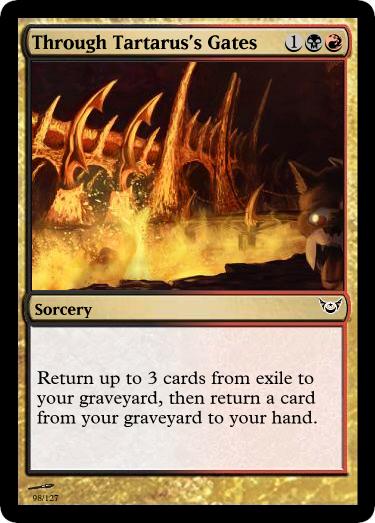 Through Tartarus's Gates 1
Sorcery
Return up to 3 cards from exile to
your graveyard, then return a card
from your graveyard to your hand.
98/127